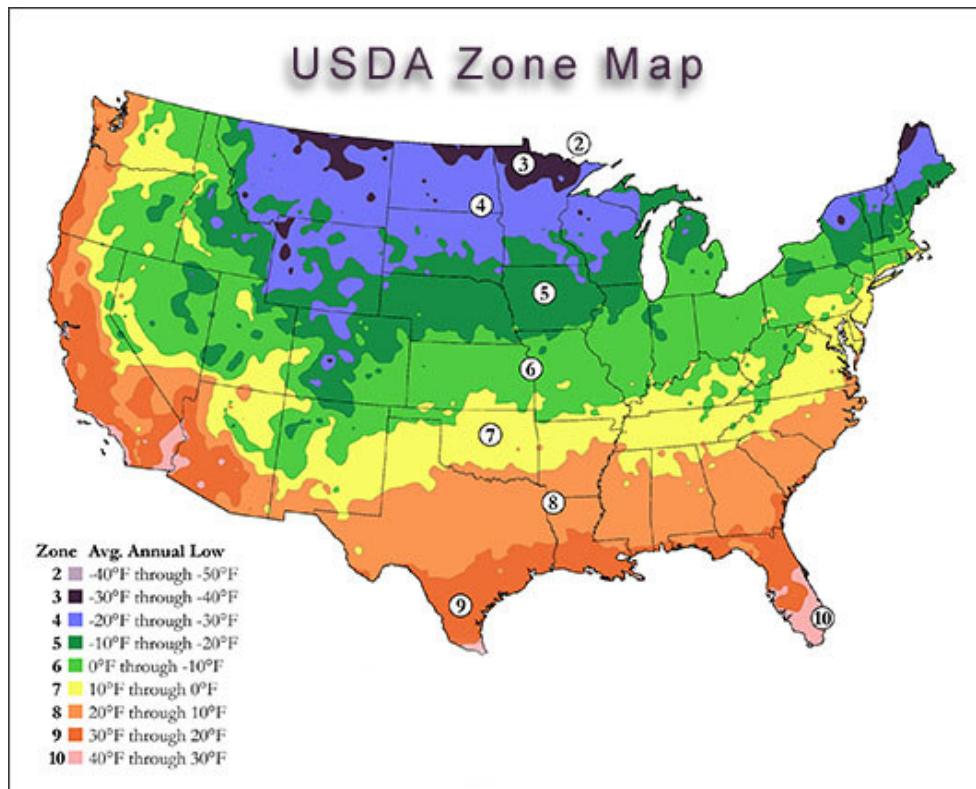 USDA Zone Map
2
3
4
5
6
7
8
9
10
Zone Avg. Annual Low
2 -40°F through -50°F
3 -30°F through -40°F
4 -20°F through -30°F
5 -10°F through -20°F
6 0°F through -10°F
7 10°F through 0°F
8 20°F through 10°F
9 30°F through 20°F
10 40°F through 30°F